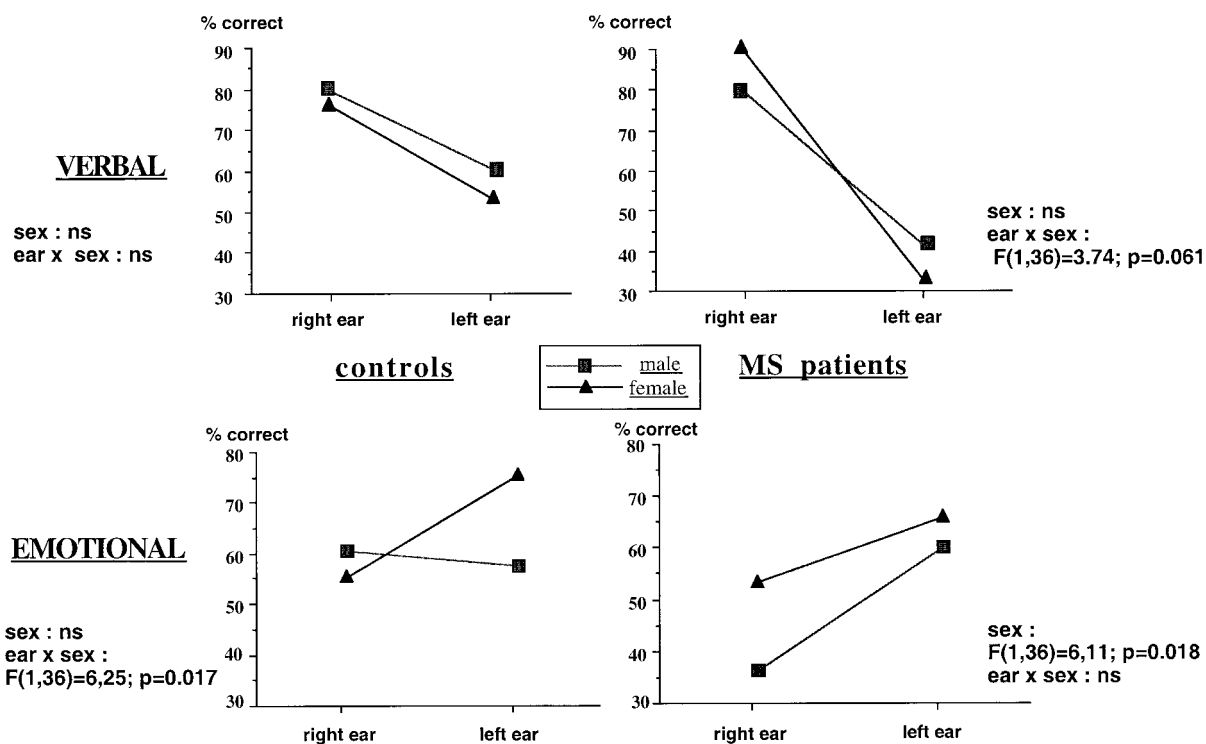 % correct
90
80
70
60
50
40
30
right ear
left ear
VERBAL
sex : ns
ear x sex : ns
% correct
90
80
70
60
50
40
30
right ear
left ear
sex : ns
ear x sex :
F(1,36)=3.74; p=0.061
controls
male
female
MS patients
% correct
80
70
60
50
40
30
right ear
left ear
EMOTIONAL
sex : ns
ear x sex :
F(1,36)=6,25; p=0.017
% correct
80
70
60
50
40
30
right ear
left ear
sex :
F(1,36)=6,11; p=0.018
ear x sex : ns